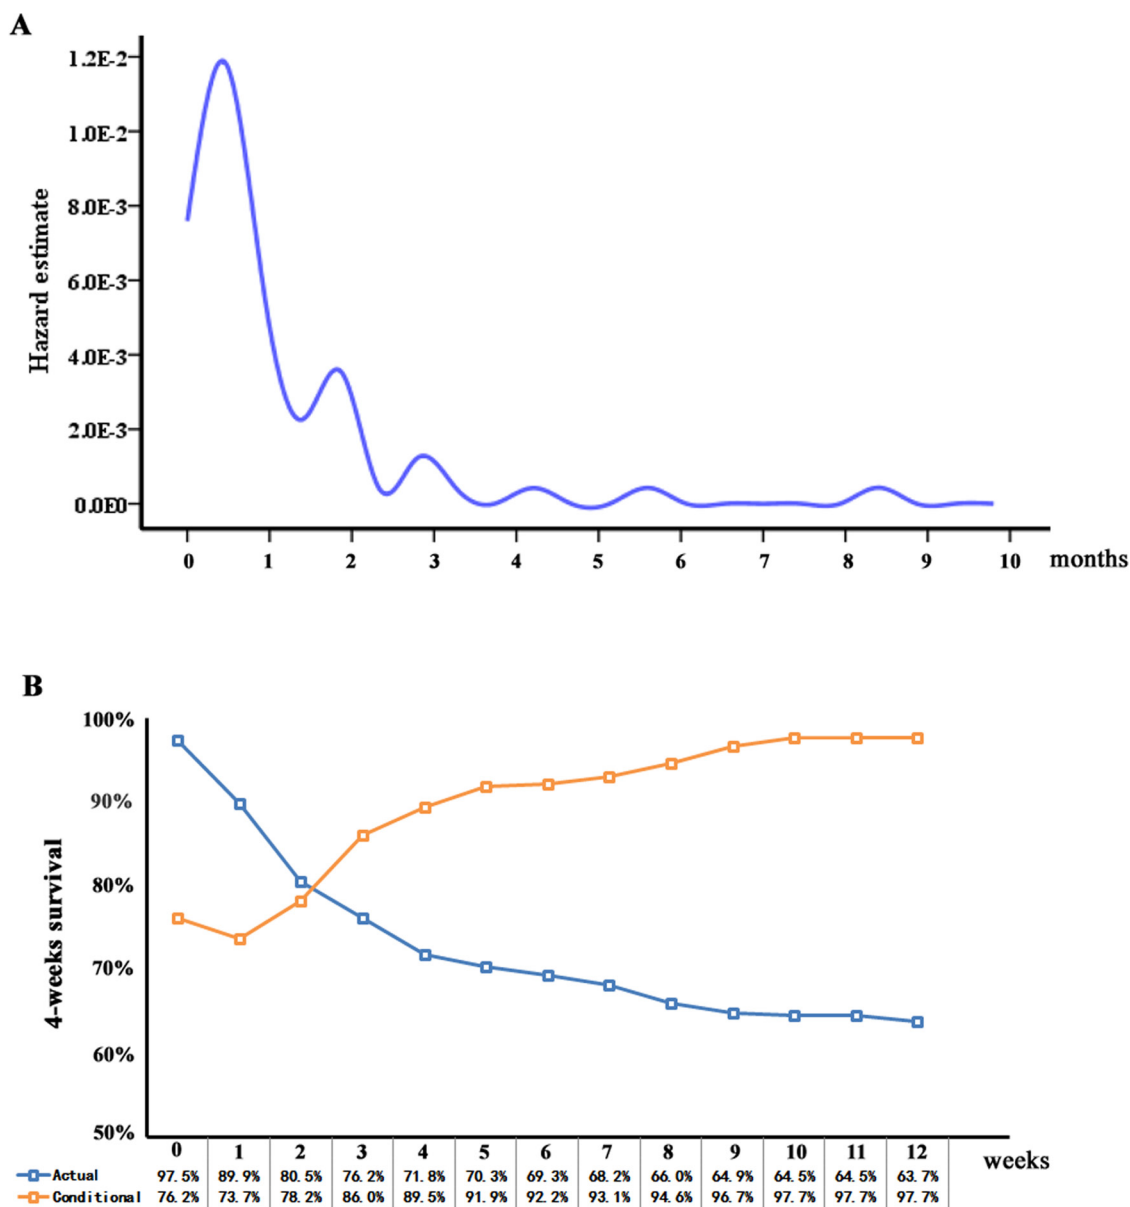 A
1.2E-2
1.0E-2
8.0E-3
6.0E-3
4.0E-3
2.0E-3
0.0E0
Hazard estimate
0 1 2 3 4 5 6 7 8 9 10 months
B
100%
90%
80%
70%
60%
50%
4-weeks survival
0 1 2 3 4 5 6 7 8 9 10 11 12 weeks
Actual 97.5% 89.9% 80.5% 76.2% 71.8% 70.3% 69.3% 68.2% 66.0% 64.9% 64.5% 64.5% 63.7%
Conditional 76.2% 73.7% 78.2% 86.0% 89.5% 91.9% 92.2% 93.1% 94.6% 96.7% 97.7% 97.7% 97.7%